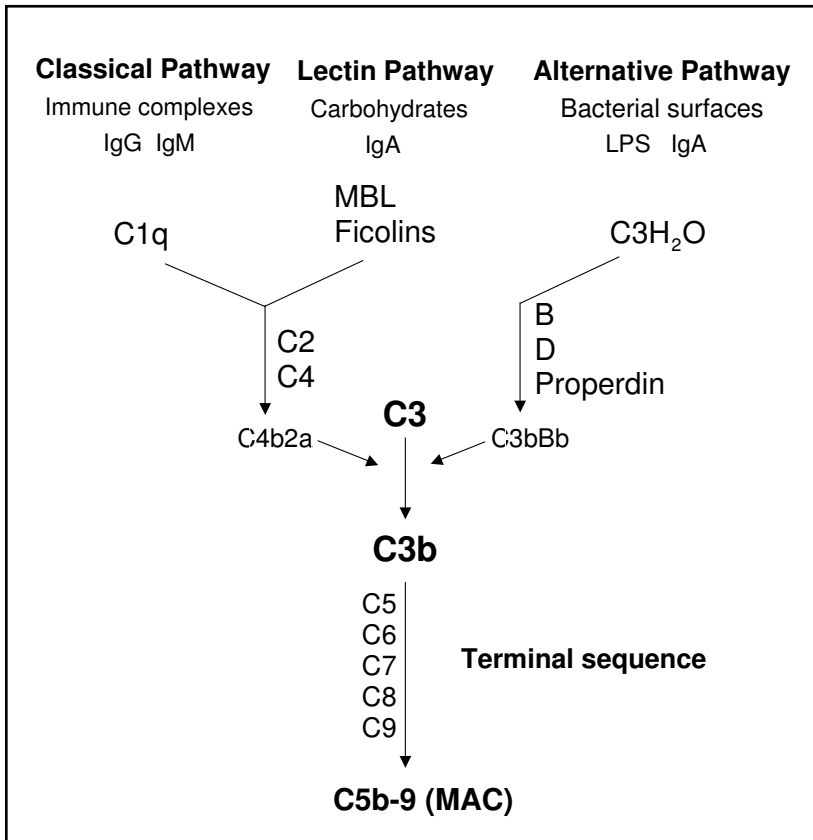 Classical Pathway
Immune complexes
IgG IgM
Lectin Pathway
Carbohydrates
IgA
Alternative Pathway
Bacterial surfaces
LPS IgA
C1q
MBL
Ficolins
C3H₂O
C2
C4
B
D
Properdin
C4b2a
C3
C3bBb
C3b
C5
C6
C7
C8
C9
Terminal sequence
C5b-9 (MAC)